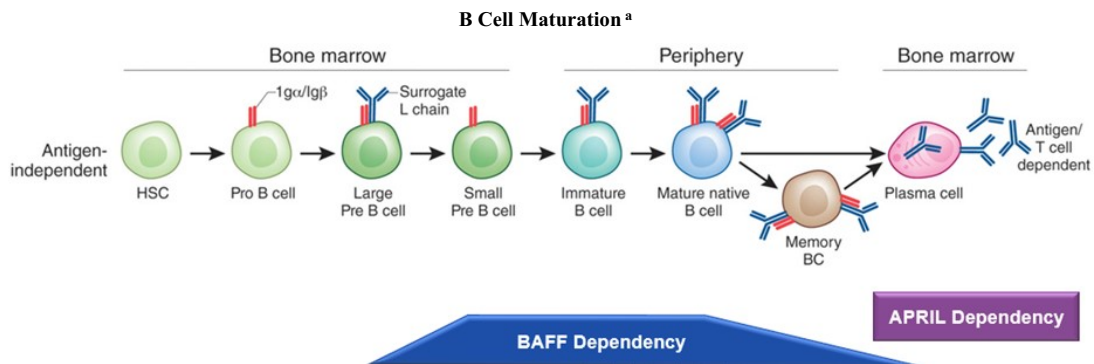 B Cell Maturation a
Bone marrow
Periphery
Bone marrow
1gα/Igβ
Surrogate
L chain
Antigen-
independent
Antigen/
T cell
dependent
HSC
Pro B cell
Large
Pre B cell
Small
Pre B cell
Immature
B cell
Mature native
B cell
Plasma cell
Memory
BC
APRIL Dependency
BAFF Dependency